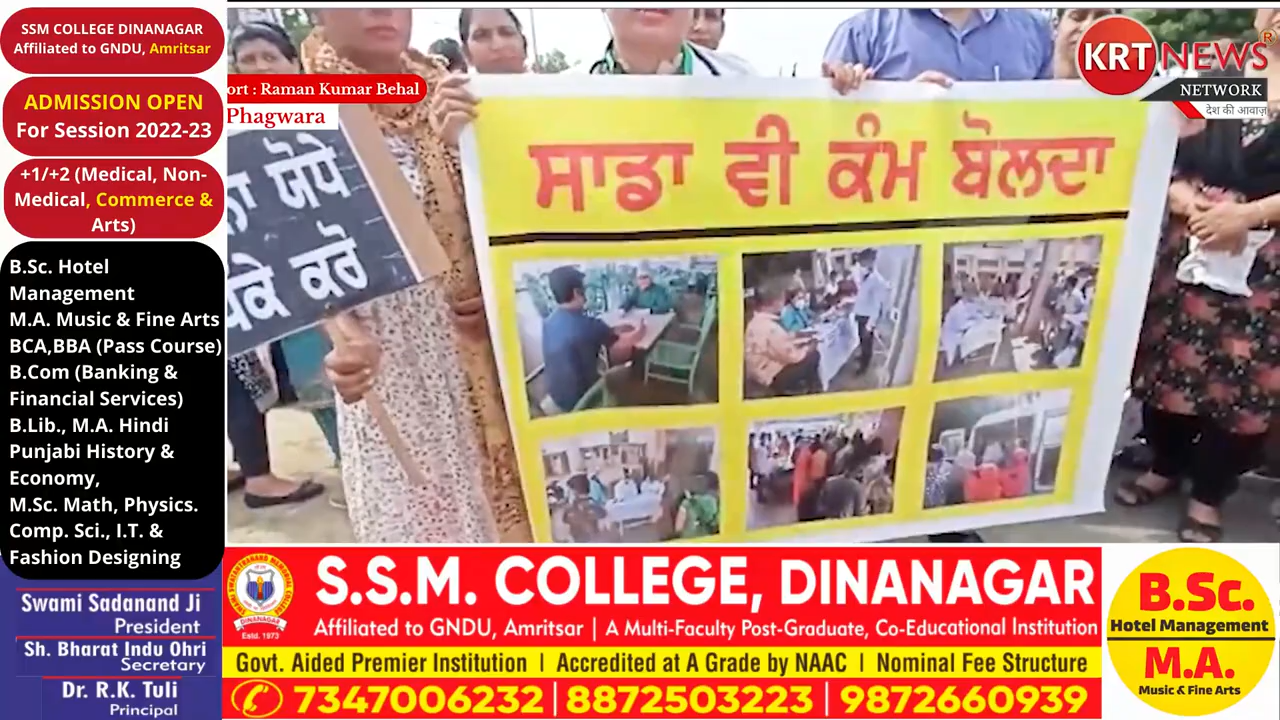 SSM COLLEGE DINANAGAR
Affiliated to GNDU, Amritsar
ADMISSION OPEN
For Session 2022-23
+1/+2 (Medical, Non-
Medical, Commerce &
Arts)
B.Sc. Hotel
Management
M.A. Music & Fine Arts
BCA,BBA (Pass Course)
B.Com (Banking &
Financial Services)
B.Lib., M.A. Hindi
Punjabi History &
Economy,
M.Sc. Math, Physics.
Comp. Sci., I.T. &
Fashion Designing
Swami Sadanand Ji
President
Sh. Bharat Indu Ohri
Secretary
Dr. R.K. Tuli
Principal
ort : Raman Kumar Behal
Phagwara
KRT NEWS R
NETWORK
देश की आवाज़
ਯੋਧੇ
ਕਰੋ
ਸਾਡਾ ਵੀ ਕੰਮ ਬੋਲਦਾ
DINANAGAR
Estd. 1973
S.S.M. COLLEGE, DINANAGAR
Affiliated to GNDU, Amritsar | A Multi-Faculty Post-Graduate, Co-Educational Institution
Govt. Aided Premier Institution | Accredited at A Grade by NAAC | Nominal Fee Structure
7347006232 | 8872503223 | 9872660939
B.Sc.
Hotel Management
M.A.
Music & Fine Arts